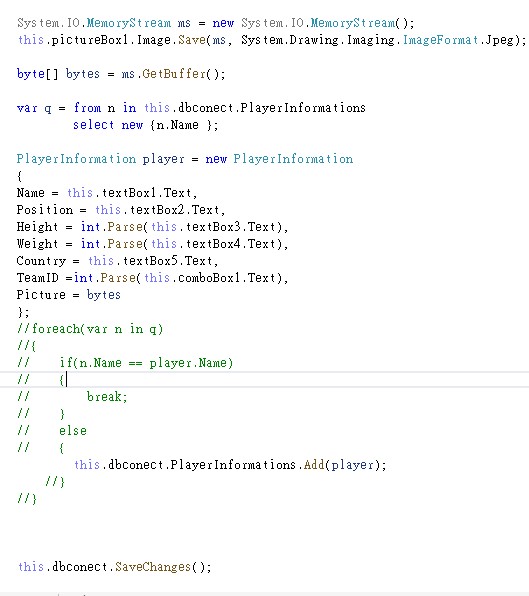 System.IO.MemoryStream ms = new System.IO.MemoryStream();
this.pictureBox1.Image.Save(ms, System.Drawing.Imaging.ImageFormat.Jpeg);
byte[] bytes = ms.GetBuffer();
var q = from n in this.dbconect.PlayerInformations
select new {n.Name };
PlayerInformation player = new PlayerInformation
{
Name = this.textBox1.Text,
Position = this.textBox2.Text,
Height = int.Parse(this.textBox3.Text),
Weight = int.Parse(this.textBox4.Text),
Country = this.textBox5.Text,
TeamID =int.Parse(this.comboBox1.Text),
Picture = bytes
};
//foreach(var n in q)
//{
//    if(n.Name == player.Name)
//    {
//        break;
//    }
//    else
//    {
this.dbconect.PlayerInformations.Add(player);
//}
//}
this.dbconect.SaveChanges();